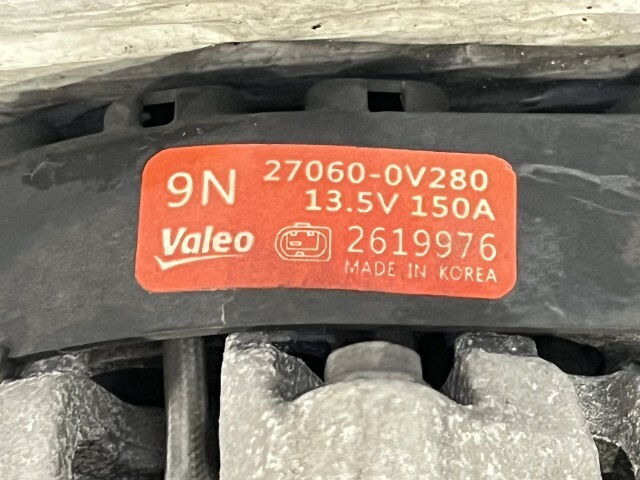 9N 27060-0V280
13.5V 150A
Valeo 2619976
MADE IN KOREA